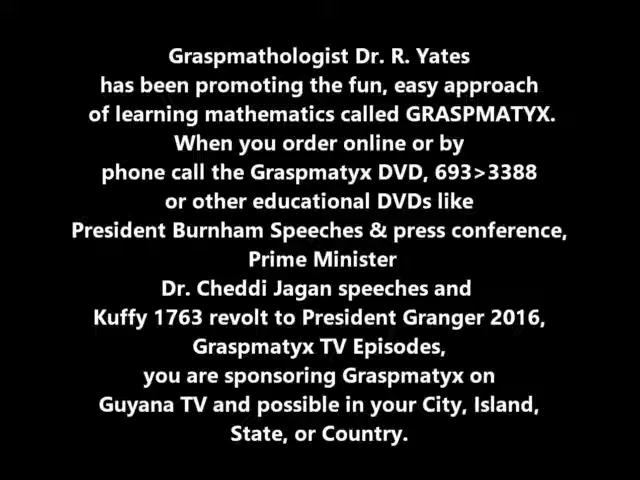 Graspmathologist Dr. R. Yates
has been promoting the fun, easy approach
of learning mathematics called GRASPMATYX.
When you order online or by
phone call the Graspmatyx DVD, 693>3388
or other educational DVDs like
President Burnham Speeches & press conference,
Prime Minister
Dr. Cheddi Jagan speeches and
Kuffy 1763 revolt to President Granger 2016,
Graspmatyx TV Episodes,
you are sponsoring Graspmatyx on
Guyana TV and possible in your City, Island,
State, or Country.